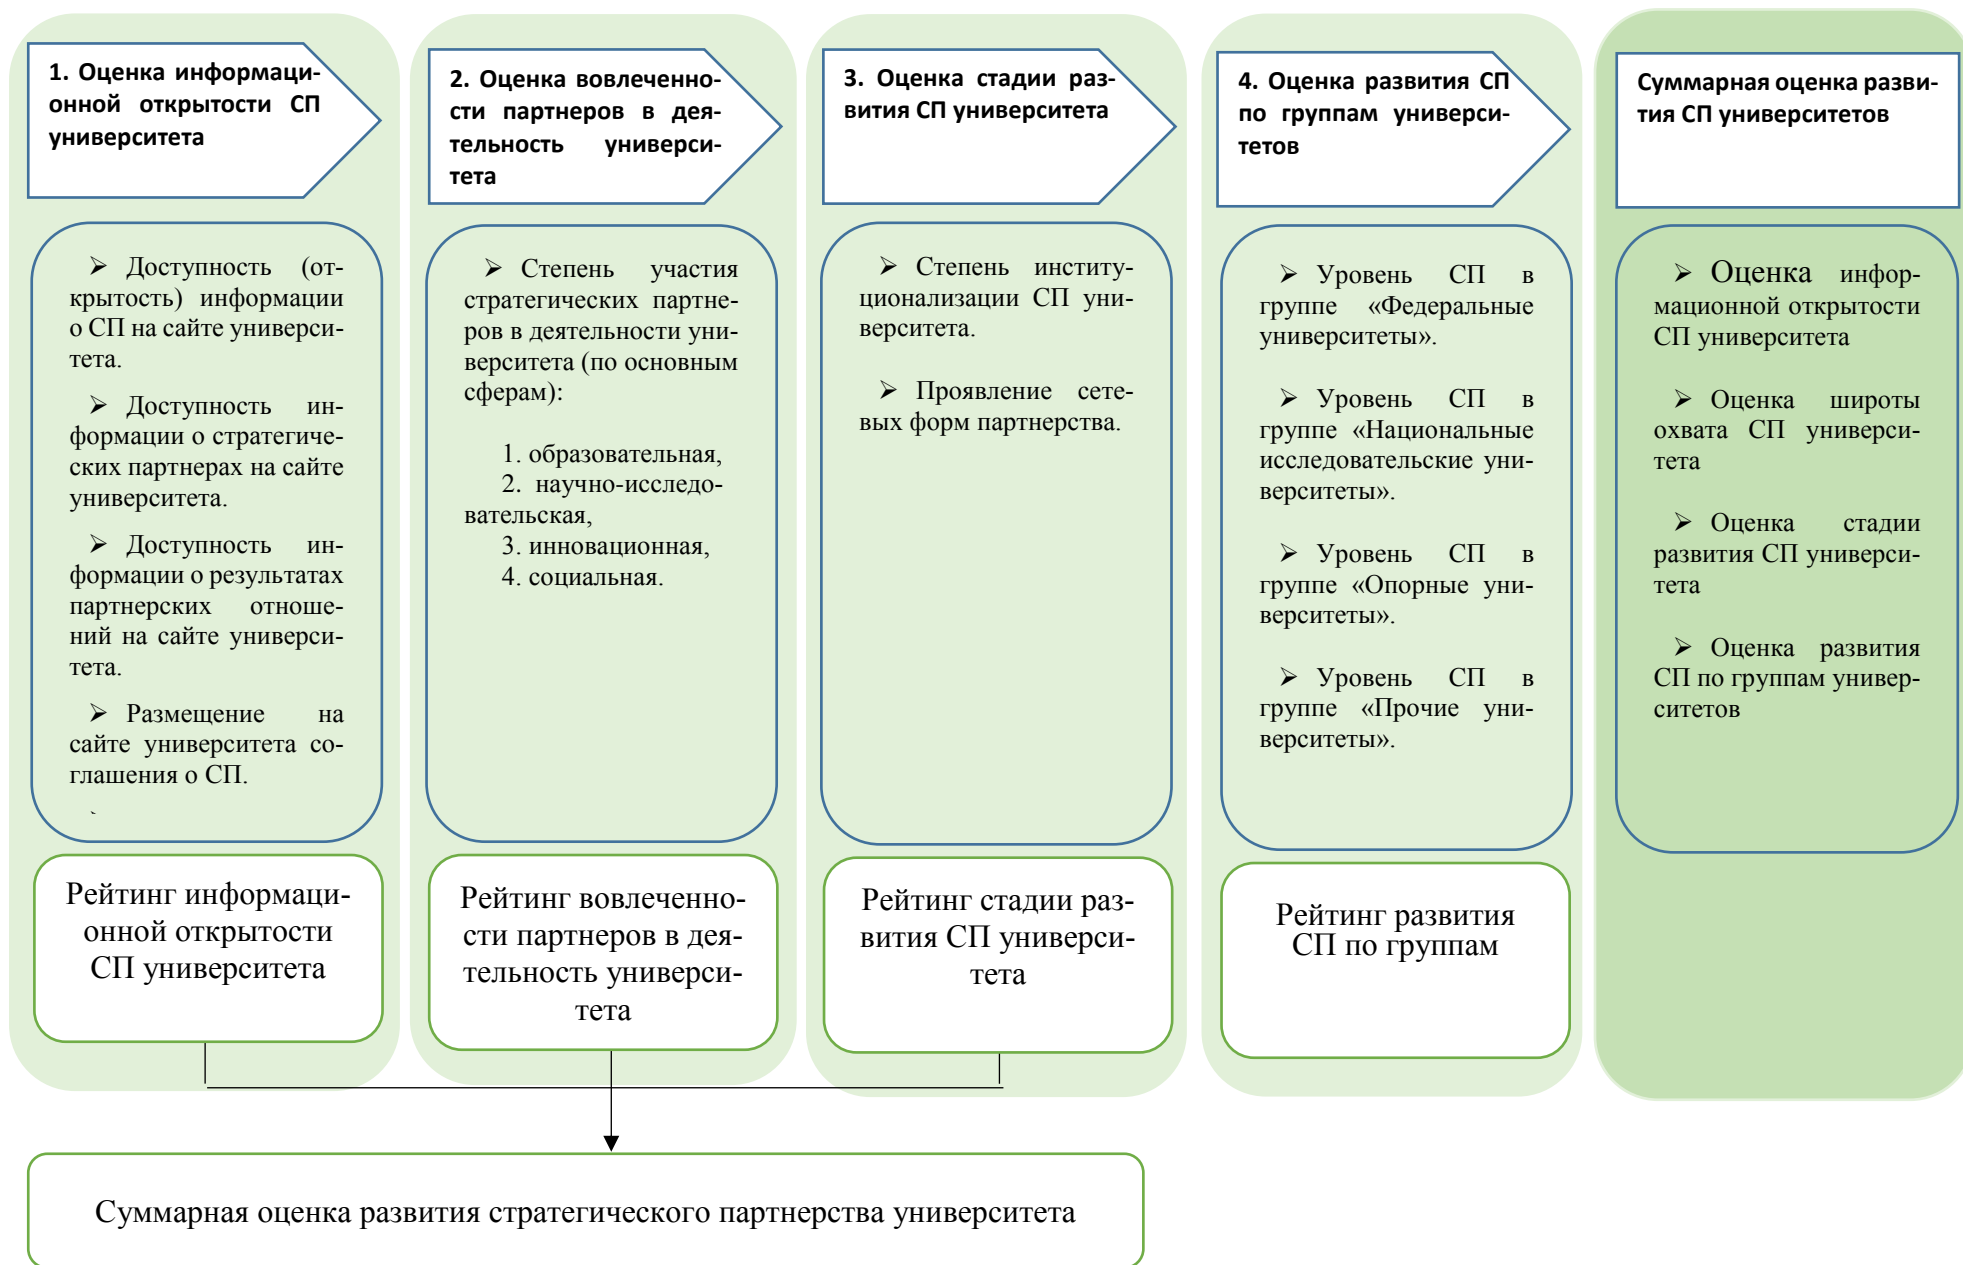 1. Оценка информаци-
онной открытости СП
университета
2. Оценка вовлеченно-
сти партнеров в дея-
тельность универси-
тета
3. Оценка стадии раз-
вития СП университета
4. Оценка развития СП
по группам универси-
тетов
Суммарная оценка разви-
тия СП университетов
➢ Доступность (от-
крытость) информации
о СП на сайте универси-
тета.
➢ Доступность ин-
формации о стратегиче-
ских партнерах на сайте
университета.
➢ Доступность ин-
формации о результатах
партнерских отноше-
ний на сайте универси-
тета.
➢ Размещение на
сайте университета со-
глашения о СП.
➢ Степень участия
стратегических партне-
ров в деятельности уни-
верситета (по основным
сферам):
1. образовательная,
2. научно-исследо-
вательская,
3. инновационная,
4. социальная.
➢ Степень институ-
ционализации СП уни-
верситета.
➢ Проявление сете-
вых форм партнерства.
➢ Уровень СП в
группе «Федеральные
университеты».
➢ Уровень СП в
группе «Национальные
исследовательские уни-
верситеты».
➢ Уровень СП в
группе «Опорные уни-
верситеты».
➢ Уровень СП в
группе «Прочие уни-
верситеты».
➢ Оценка инфор-
мационной открытости
СП университета
➢ Оценка широты
охвата СП универси-
тета
➢ Оценка стадии
развития СП универси-
тета
➢ Оценка развития
СП по группам универ-
ситетов
Рейтинг информаци-
онной открытости
СП университета
Рейтинг вовлеченно-
сти партнеров в дея-
тельность универси-
тета
Рейтинг стадии раз-
вития СП универси-
тета
Рейтинг развития
СП по группам
Суммарная оценка развития стратегического партнерства университета